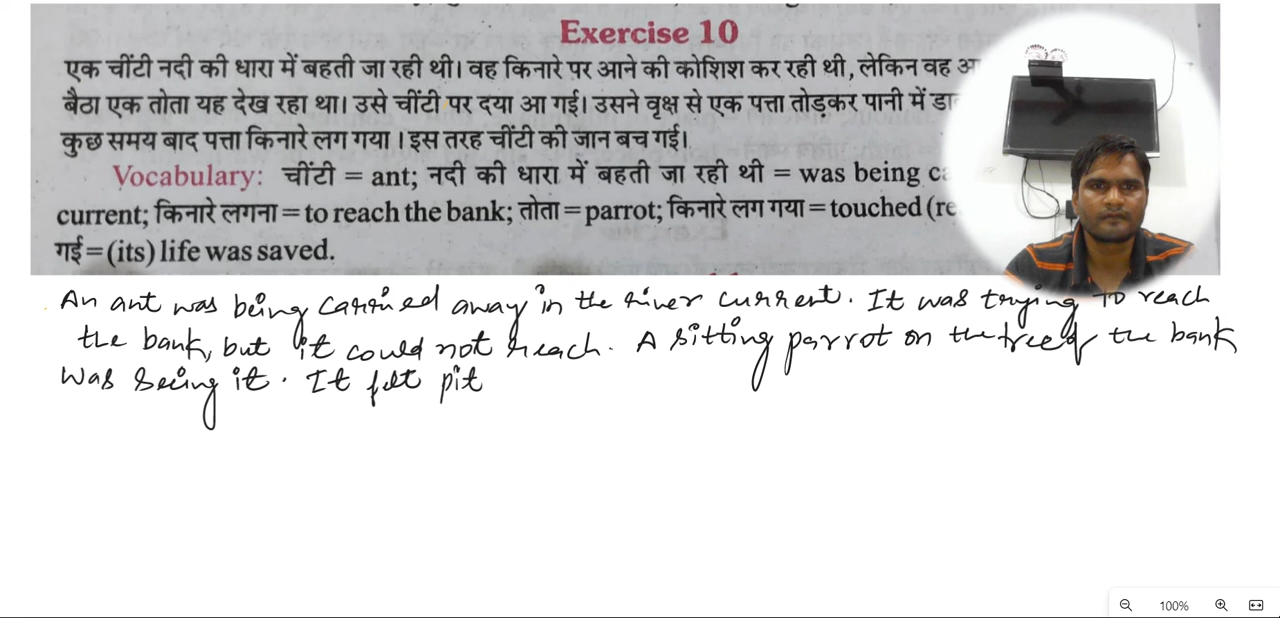 Exercise 10
एक चींटी नदी की धारा में बहती जा रही थी। वह किनारे पर आने की कोशिश कर रही थी, लेकिन वह
बैठा एक तोता यह देख रहा था। उसे चींटी पर दया आ गई। उसने वृक्ष से एक पत्ता तोड़कर पानी में
कुछ समय बाद पत्ता किनारे लग गया। इस तरह चींटी की जान बच गई।
Vocabulary: चींटी = ant; नदी की धारा में बहती जा रही थी = was being
current; किनारे लगना = to reach the bank; तोता = parrot; किनारे लग गया = touched
गई = (its) life was saved.
An ant was being carried away in the river current. It was trying to reach
the bank, but it could not reach. A sitting parrot on the tree of the bank
was seeing it. It felt pit
100%